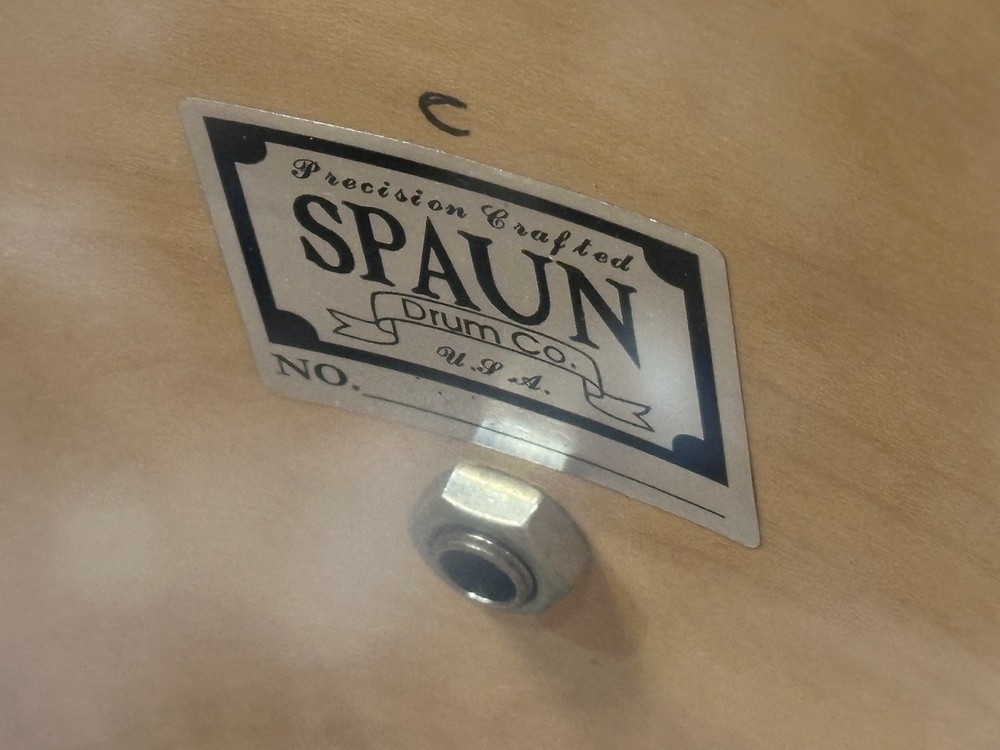 C
Precision Crafted
SPAUN
Drum Co.
U.S.A.
NO.